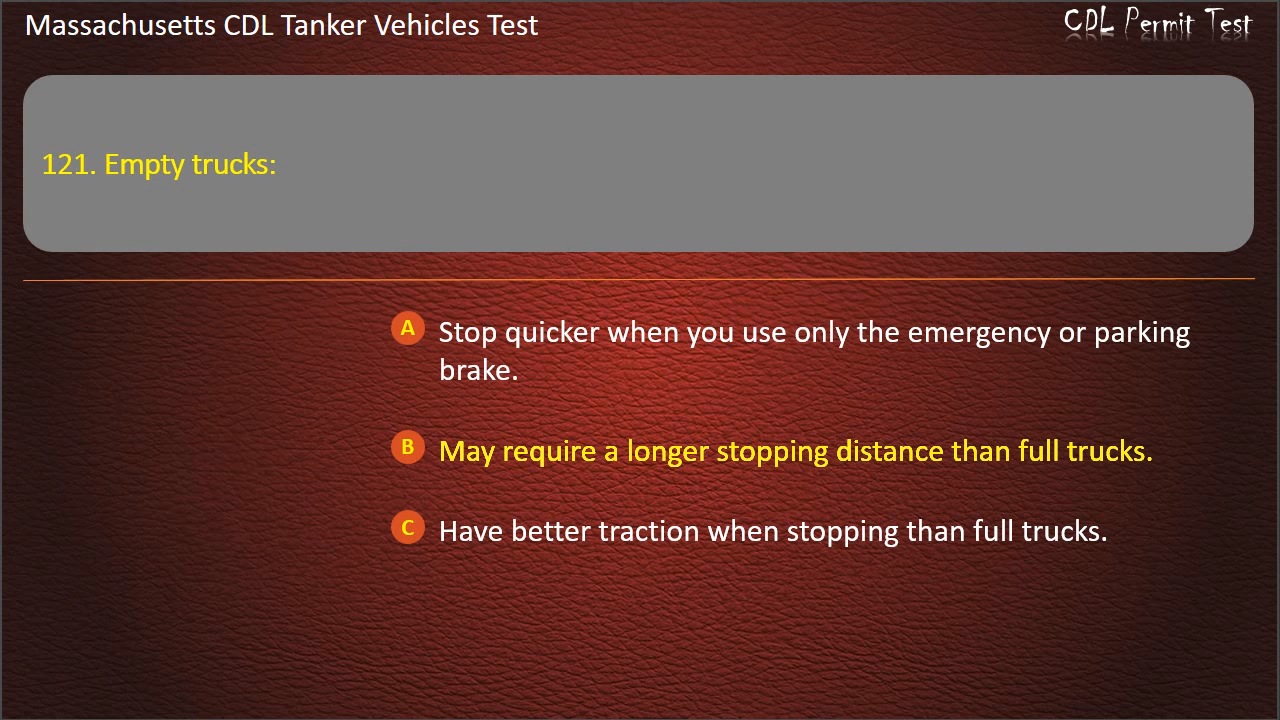 Massachusetts CDL Tanker Vehicles Test
CDL Permit Test
121. Empty trucks:
A Stop quicker when you use only the emergency or parking
brake.
B May require a longer stopping distance than full trucks.
C Have better traction when stopping than full trucks.